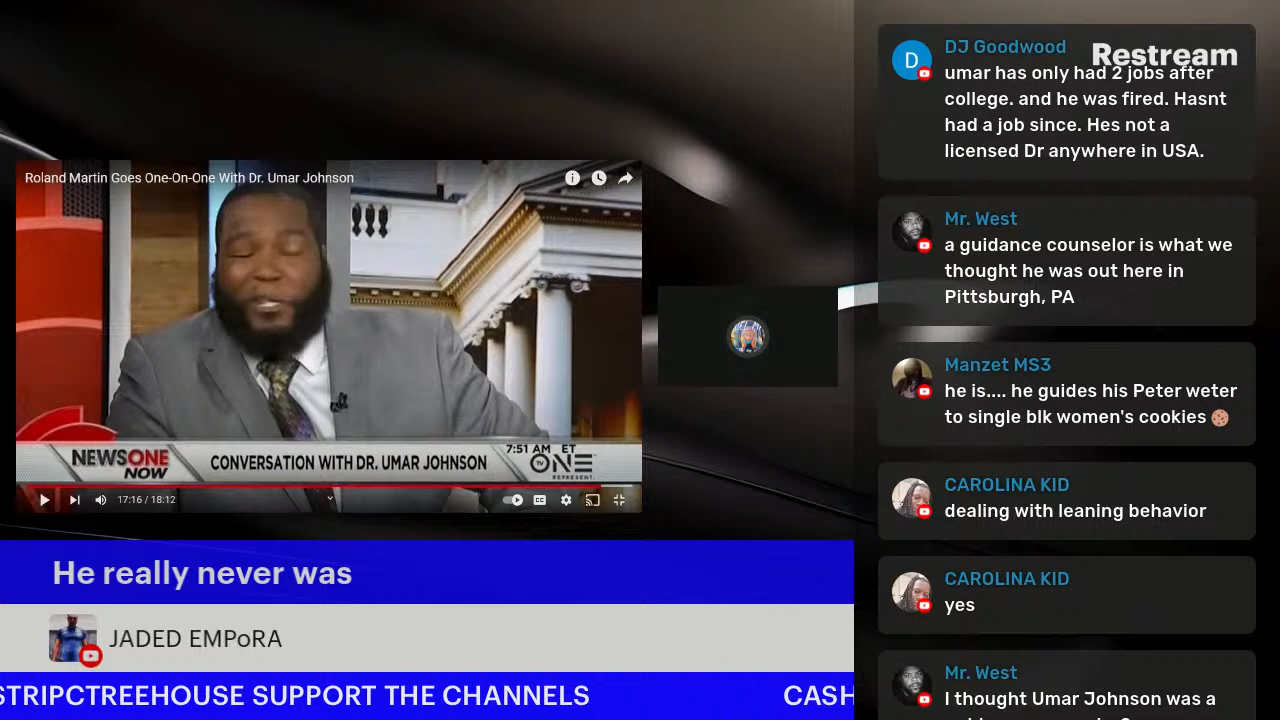 Roland Martin Goes One-On-One With Dr. Umar Johnson
NEWSONE
NOW
CONVERSATION WITH DR. UMAR JOHNSON
7:51 AM ET
TV ONE
REPRESENT.
17:16 / 18:12
CC
He really never was
JADED EMPoRA
STRIPCTREEHOUSE SUPPORT THE CHANNELS
CASH
Restream
D
DJ Goodwood
umar has only had 2 jobs after
college. and he was fired. Hasnt
had a job since. Hes not a
licensed Dr anywhere in USA.
Mr. West
a guidance counselor is what we
thought he was out here in
Pittsburgh, PA
Manzet MS3
he is.... he guides his Peter weter
to single blk women's cookies 🍪
CAROLINA KID
dealing with leaning behavior
CAROLINA KID
yes
Mr. West
I thought Umar Johnson was a